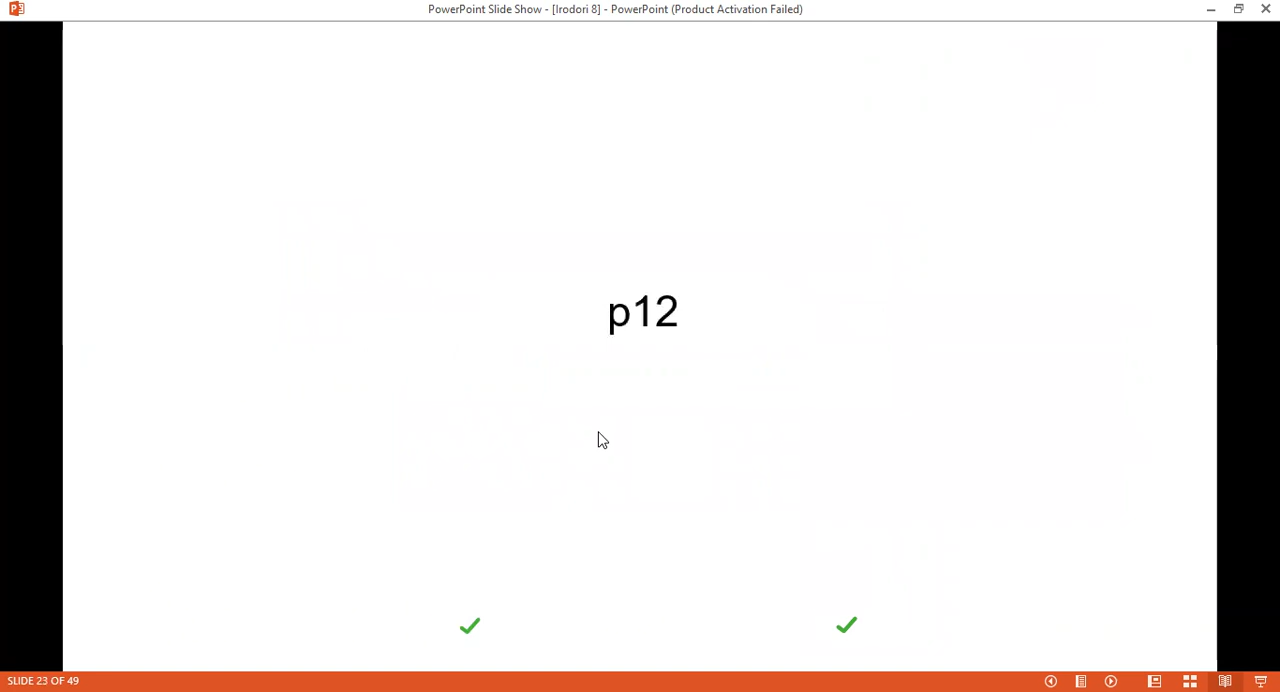 PowerPoint Slide Show - [Irodori 8] - PowerPoint (Product Activation Failed)
p12
SLIDE 23 OF 49